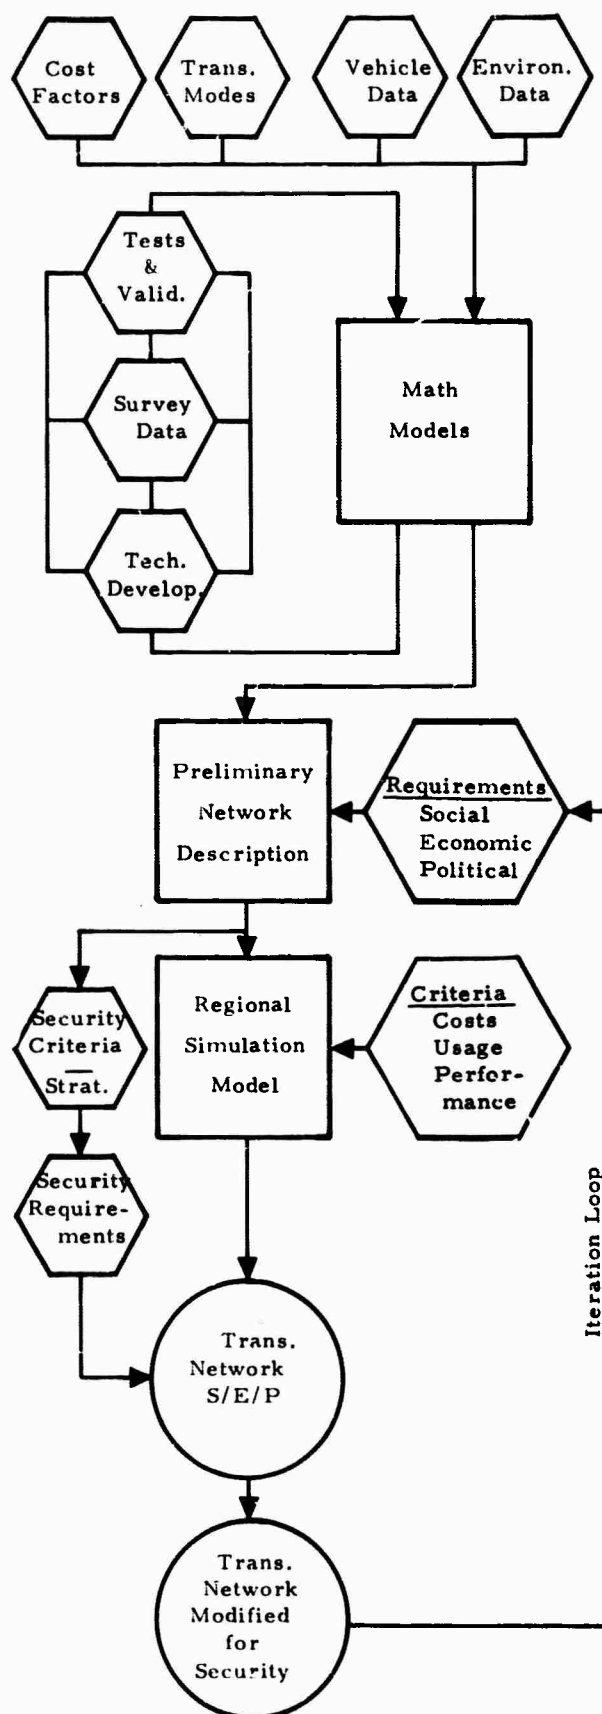 Cost
Factors
Trans.
Modes
Vehicle
Data
Environ.
Data
Tests
&
Valid.
Survey
Data
Tech.
Develop.
Math
Models
Preliminary
Network
Description
Requirements
Social
Economic
Political
Security
Criteria
Strat.
Regional
Simulation
Model
Criteria
Costs
Usage
Perfor-
mance
Security
Require-
ments
Iteration Loop
Trans.
Network
S/E/P
Trans.
Network
Modified
for
Security